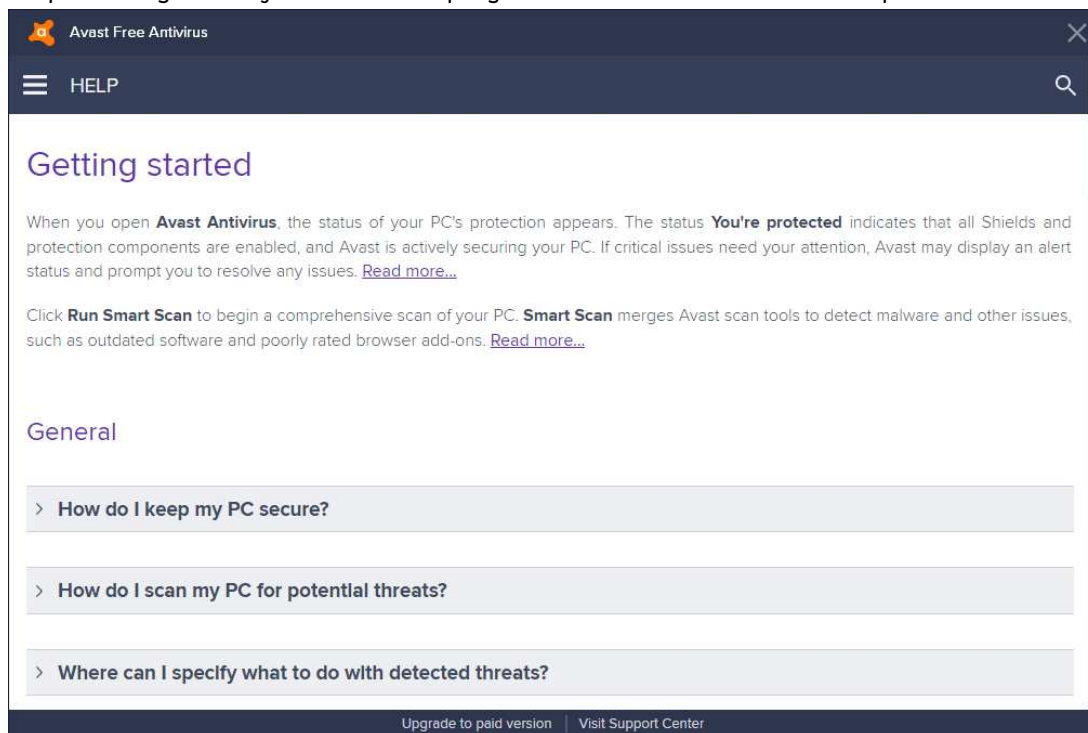 Avast Free Antivirus
HELP
Getting started
When you open Avast Antivirus, the status of your PC's protection appears. The status You're protected indicates that all Shields and
protection components are enabled, and Avast is actively securing your PC. If critical issues need your attention, Avast may display an alert
status and prompt you to resolve any issues. Read more...
Click Run Smart Scan to begin a comprehensive scan of your PC. Smart Scan merges Avast scan tools to detect malware and other issues,
such as outdated software and poorly rated browser add-ons. Read more...
General
How do I keep my PC secure?
How do I scan my PC for potential threats?
Where can I specify what to do with detected threats?
Upgrade to paid version | Visit Support Center